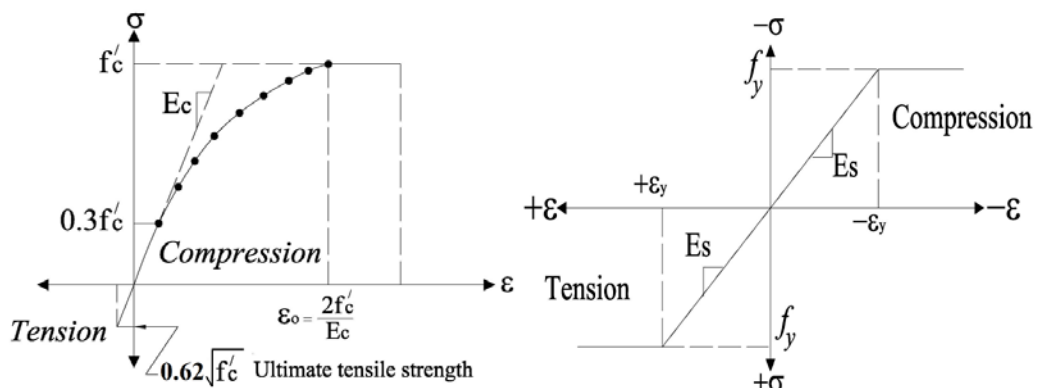 σ
f′c
Ec
0.3f′c
Compression
ε
εo = 2f′c / Ec
Tension
0.62√f′c Ultimate tensile strength
−σ
fy
Compression
Es
+εy
+ε
−ε
−εy
Es
Tension
fy
+σ